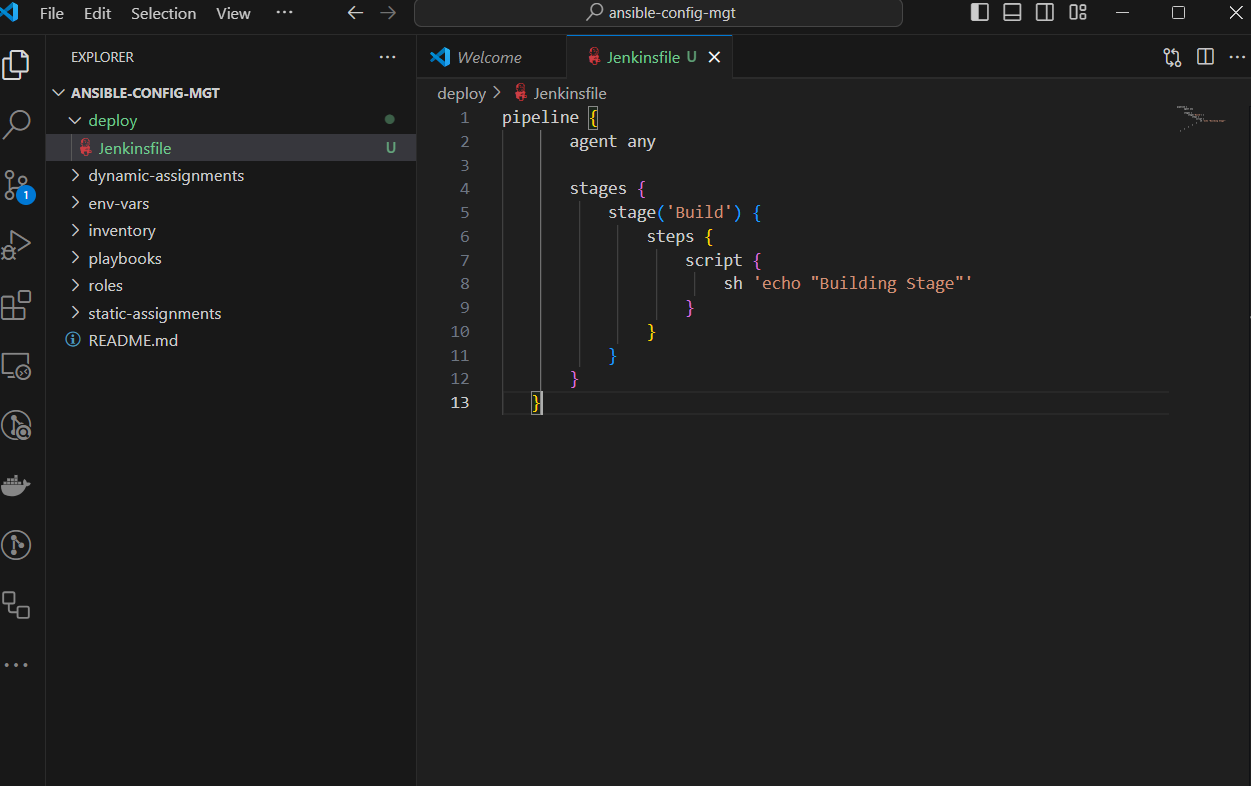 File Edit Selection View ··· ansible-config-mgt
EXPLORER ···
ANSIBLE-CONFIG-MGT
deploy
Jenkinsfile U
dynamic-assignments
env-vars
inventory
playbooks
roles
static-assignments
README.md
1
Welcome Jenkinsfile U
deploy > Jenkinsfile
1 pipeline {
2 agent any
3
4 stages {
5 stage('Build') {
6 steps {
7 script {
8 sh 'echo "Building Stage"'
9 }
10 }
11 }
12 }
13 }